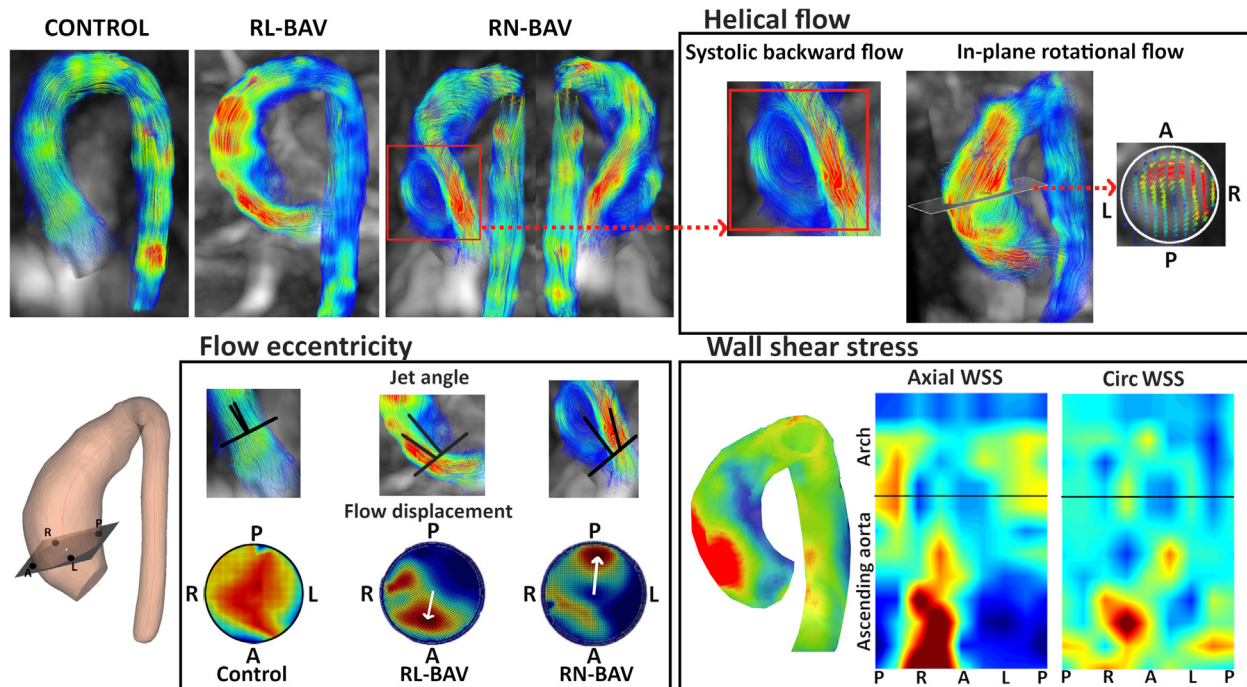 CONTROL
RL-BAV
RN-BAV
Helical flow
Systolic backward flow
In-plane rotational flow
A
L
R
P
Flow eccentricity
Jet angle
Flow displacement
R
P
A
L
P
P
R
L
R
L
A
A
A
Control
RL-BAV
RN-BAV
Wall shear stress
Axial WSS
Circ WSS
Arch
Ascending aorta
P R A L P
P R A L P